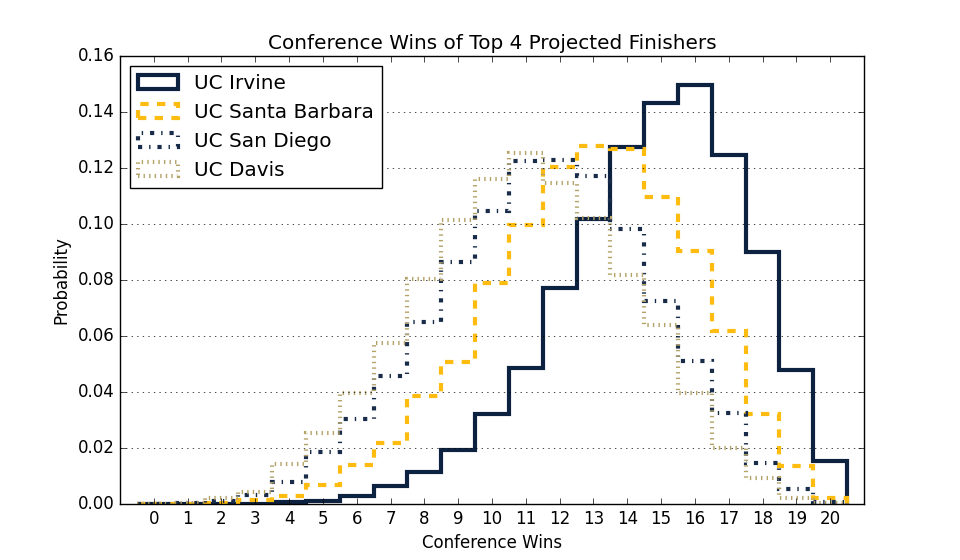 Conference Wins of Top 4 Projected Finishers
0.16
0.14
0.12
0.10
0.08
0.06
0.04
0.02
0.00
Probability
UC Irvine
UC Santa Barbara
UC San Diego
UC Davis
0 1 2 3 4 5 6 7 8 9 10 11 12 13 14 15 16 17 18 19 20
Conference Wins